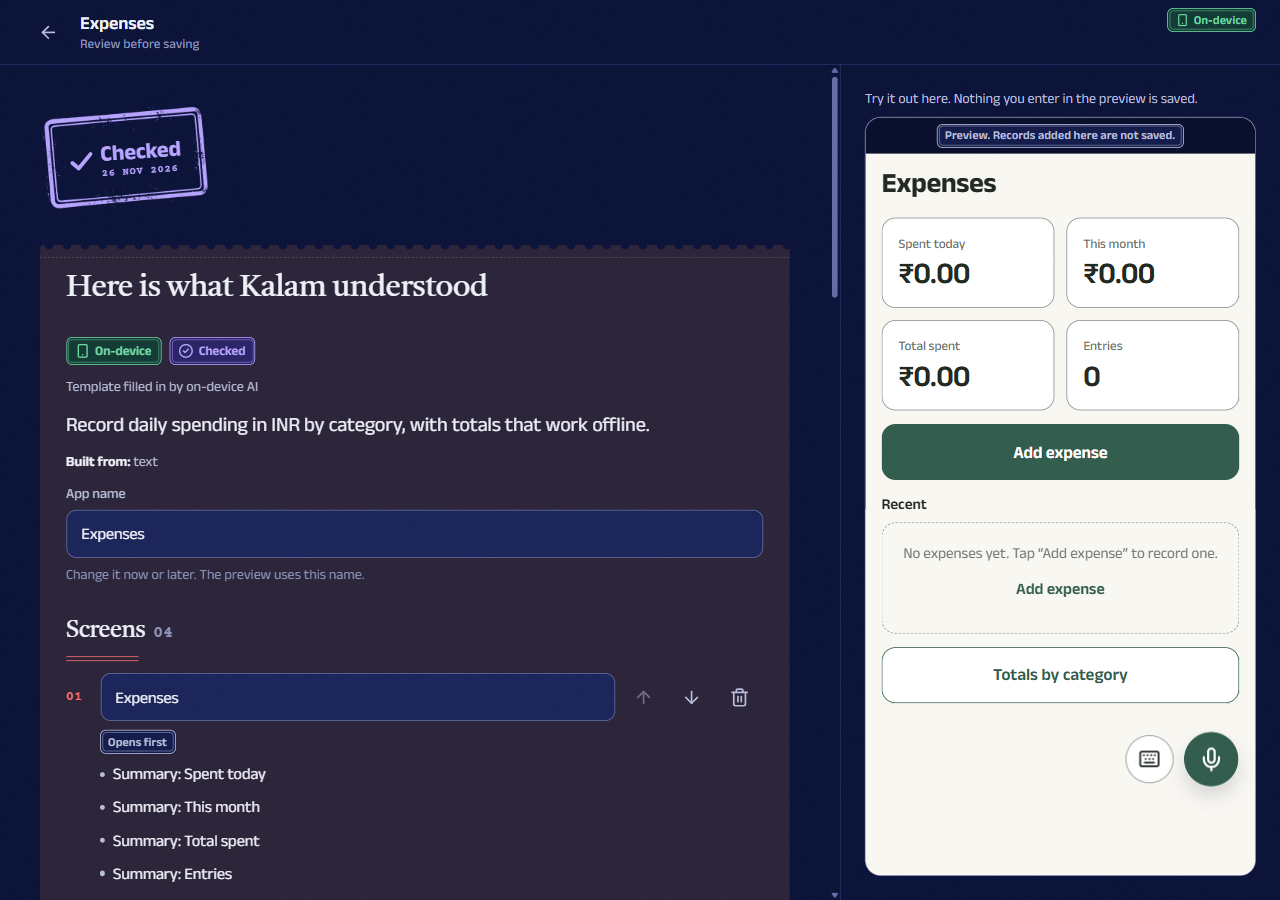 Expenses
Review before saving
On-device
Checked
26 NOV 2026
Here is what Kalam understood
On-device
Checked
Template filled in by on-device AI
Record daily spending in INR by category, with totals that work offline.
Built from: text
App name
Expenses
Change it now or later. The preview uses this name.
Screens 04
01
Expenses
Opens first
• Summary: Spent today
• Summary: This month
• Summary: Total spent
• Summary: Entries
Try it out here. Nothing you enter in the preview is saved.
Preview. Records added here are not saved.
Expenses
Spent today
₹0.00
This month
₹0.00
Total spent
₹0.00
Entries
0
Add expense
Recent
No expenses yet. Tap “Add expense” to record one.
Add expense
Totals by category